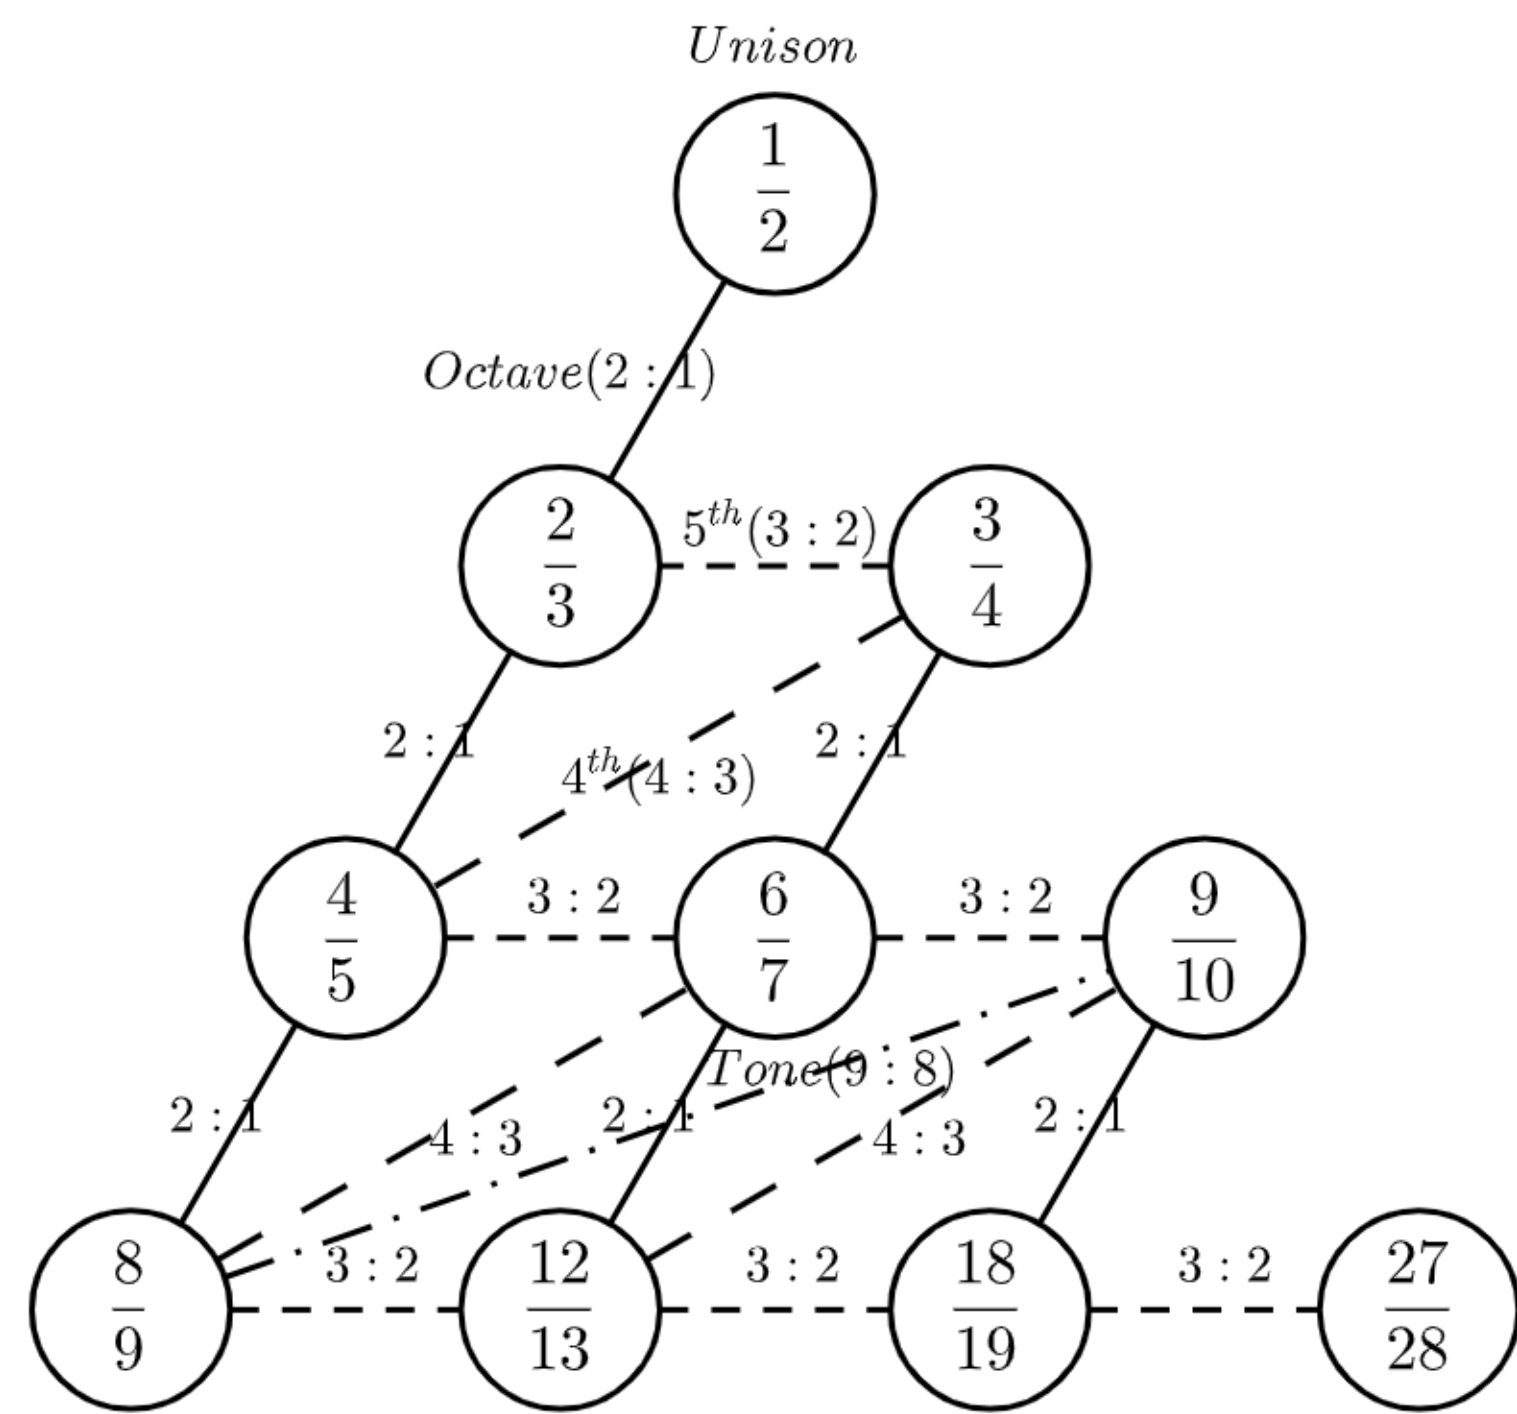 Unison
1/2
Octave(2 : 1)
2/3
5^th(3 : 2)
3/4
2 : 1
4^th(4 : 3)
2 : 1
4/5
3 : 2
6/7
3 : 2
9/10
Tone(9 : 8)
2 : 1
4 : 3
2 : 1
4 : 3
2 : 1
8/9
3 : 2
12/13
3 : 2
18/19
3 : 2
27/28